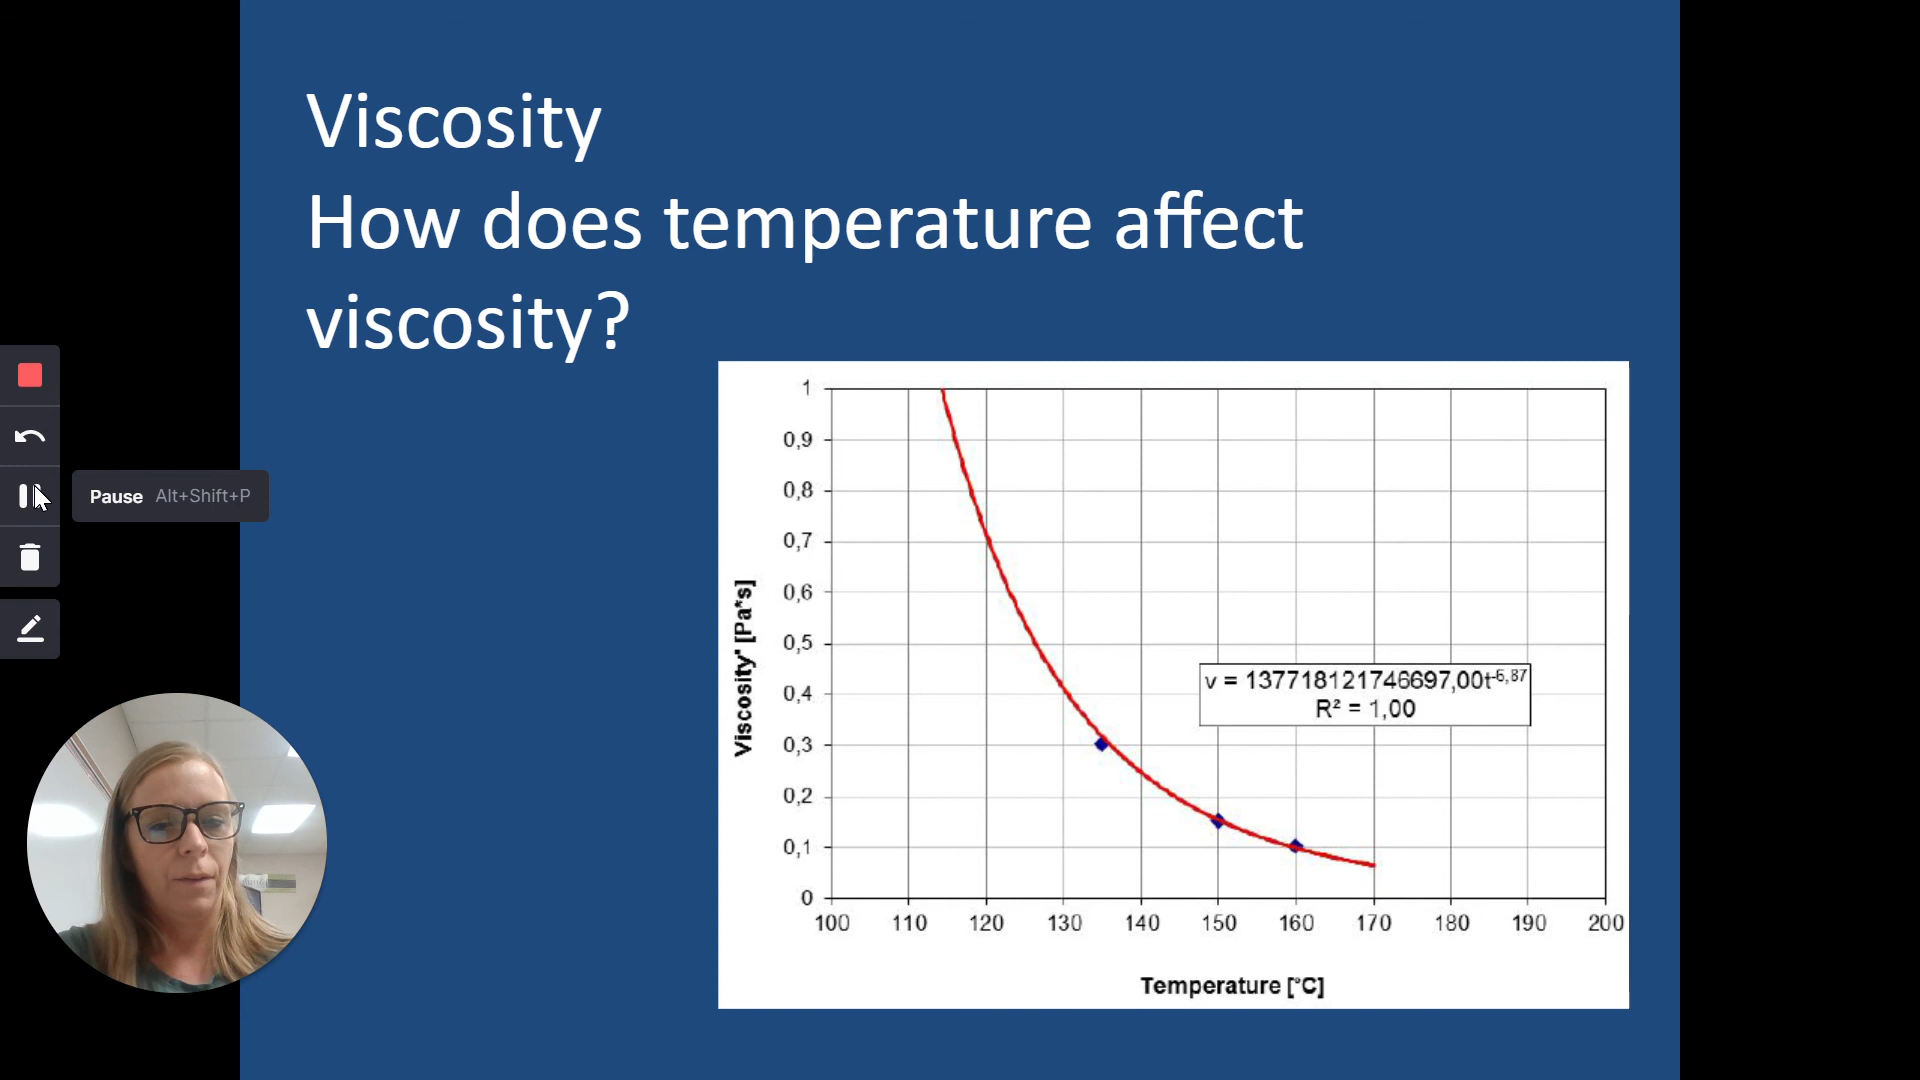 Viscosity
How does temperature affect
viscosity?
Pause Alt+Shift+P
1
0,9
0,8
0,7
0,6
0,5
0,4
0,3
0,2
0,1
0
Viscosity' [Pa*s]
v = 137718121746697,00t-6,87
R² = 1,00
100 110 120 130 140 150 160 170 180 190 200
Temperature [°C]